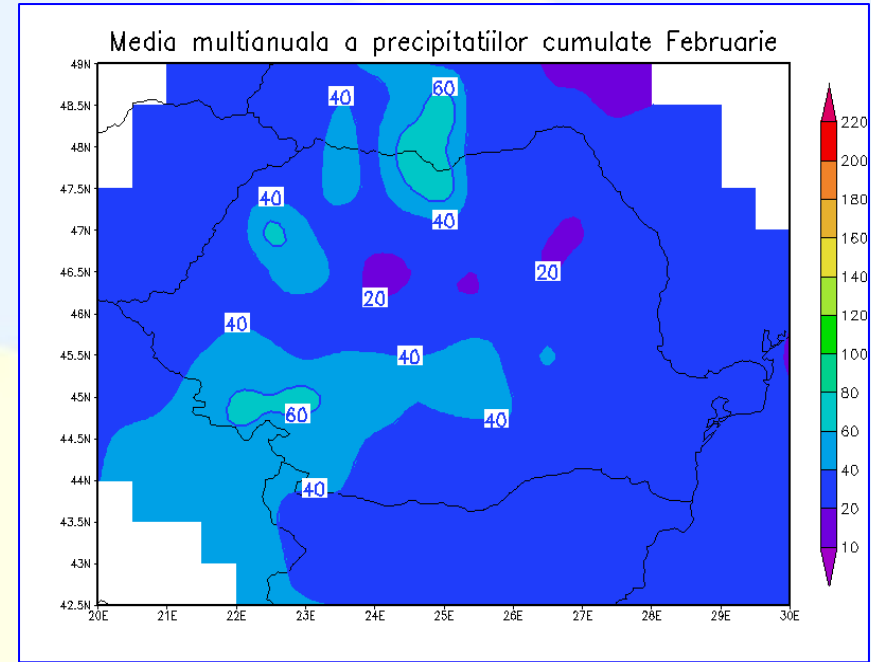 Media multianuala a precipitatiilor cumulate Februarie
49N
48.5N
48N
47.5N
47N
46.5N
46N
45.5N
45N
44.5N
44N
43.5N
43N
42.5N
20E 21E 22E 23E 24E 25E 26E 27E 28E 29E 30E
40
60
40
40
20
20
40
40
60
40
40
220
200
180
160
140
120
100
80
60
40
20
10